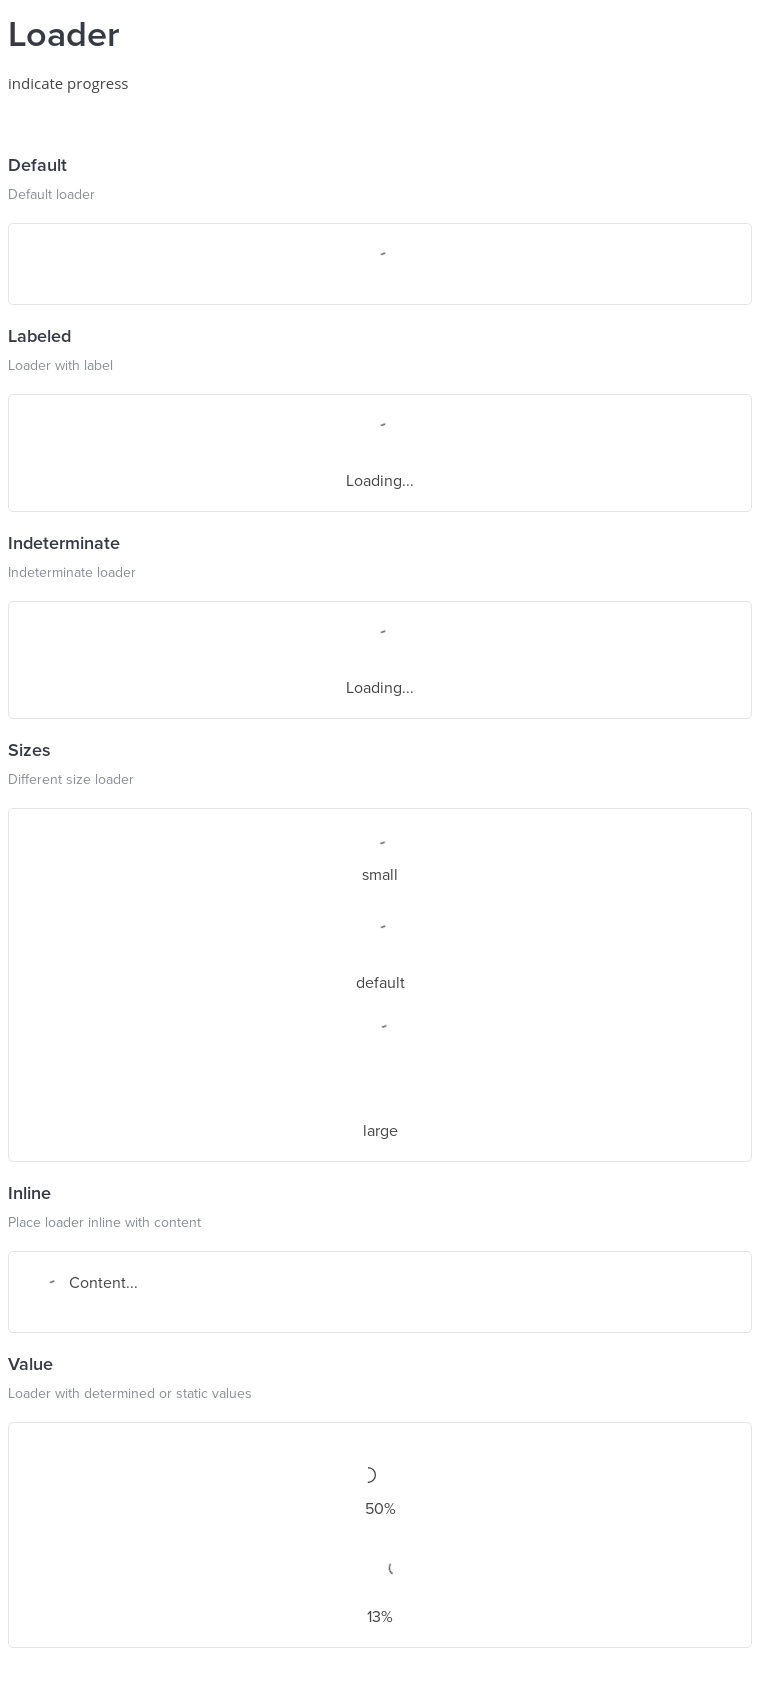 Loader
indicate progress
Default
Default loader
Labeled
Loader with label
Loading...
Indeterminate
Indeterminate loader
Loading...
Sizes
Different size loader
small
default
large
Inline
Place loader inline with content
Content...
Value
Loader with determined or static values
50%
13%